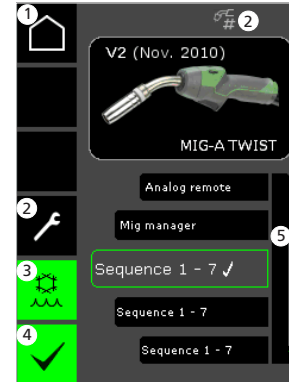 1
2
V2 (Nov. 2010)
MIG-A TWIST
Analog remote
2
Mig manager
5
3
Sequence 1 - 7 ✓
Sequence 1 - 7
4
Sequence 1 - 7